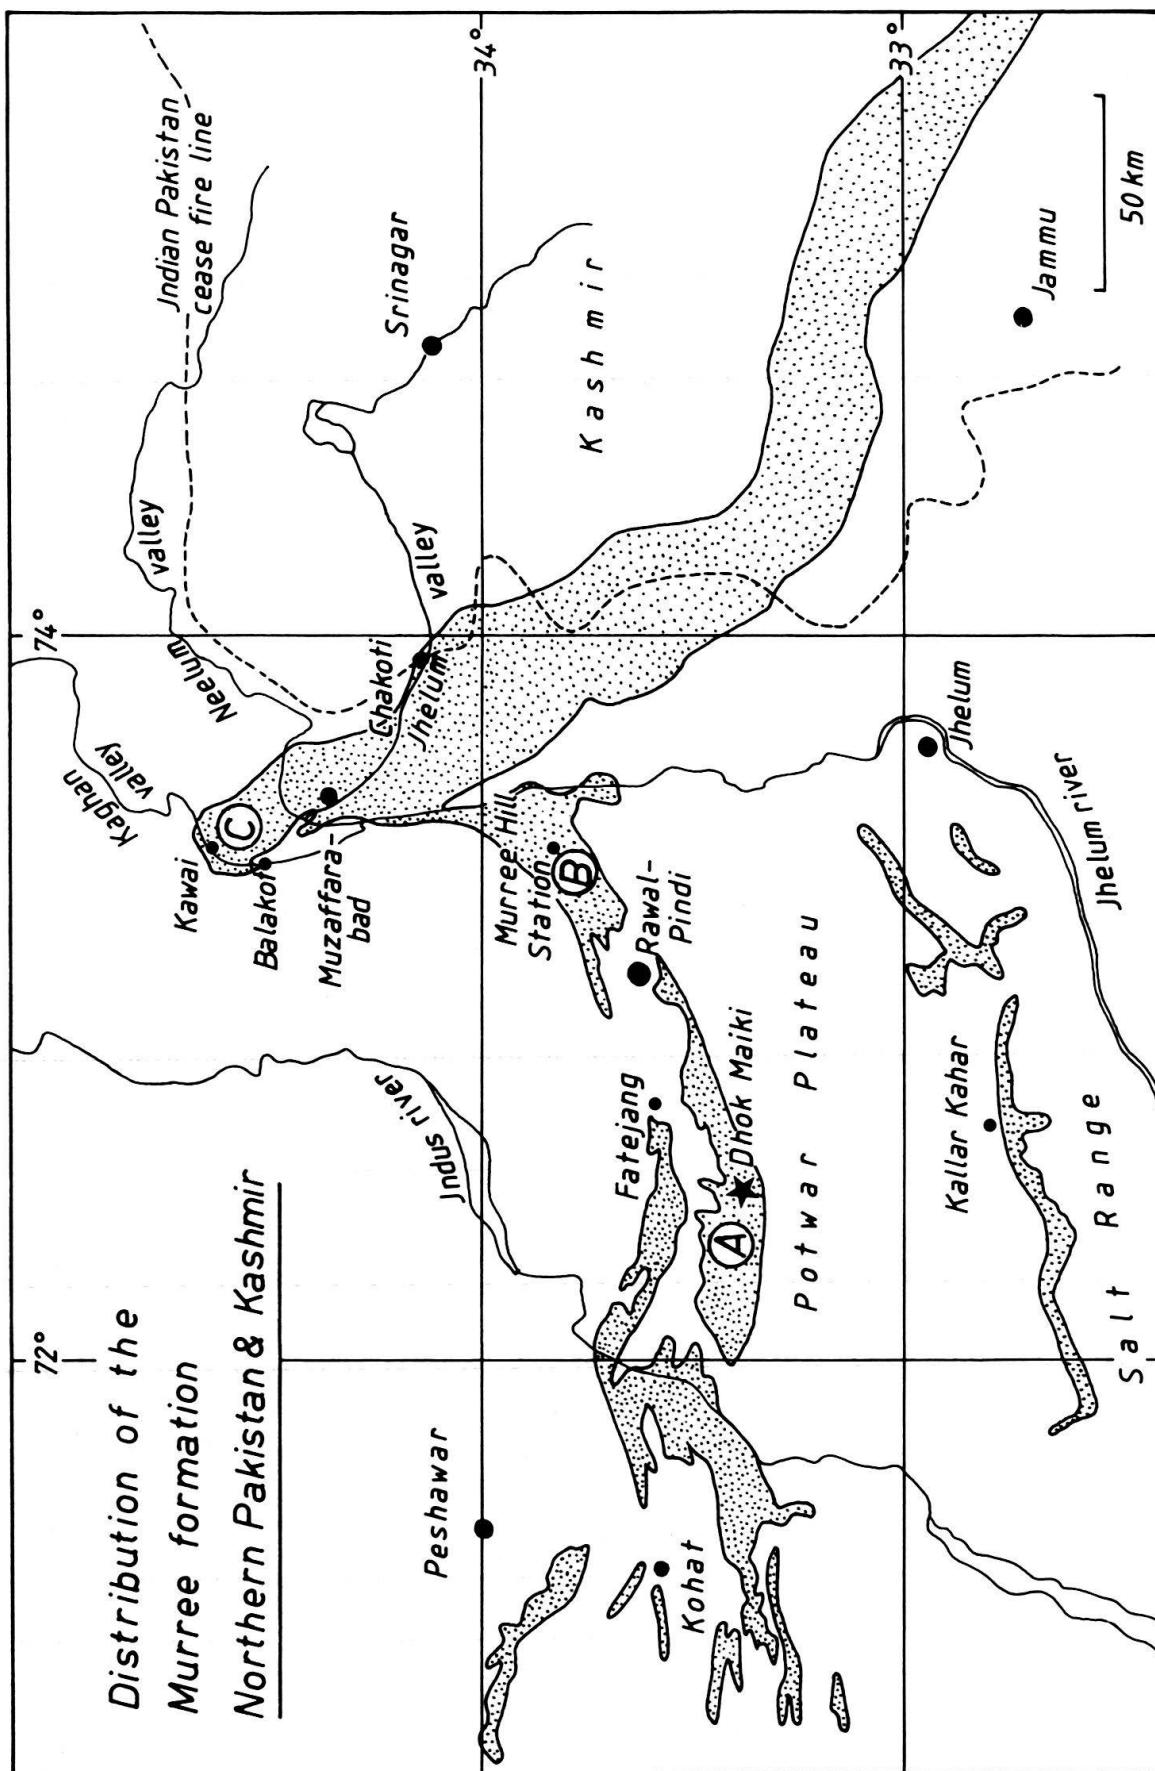 Distribution of the
Murree formation
Northern Pakistan & Kashmir
72°
74°
34°
33°
Jndian Pakistan
cease fire line
Kaghan
valley
Neelum
valley
Kawai
Balakot
C
Muzaffara-
bad
Chakoti
Jhelum
valley
Srinagar
Kashmir
Jndus river
Peshawar
Murree Hill
Station
B
Rawal-
Pindi
Fatejang
Dhok Maiki
A
Kohat
Potwar Plateau
Jhelum
Jhelum river
Kallar Kahar
Salt Range
Jammu
50 km